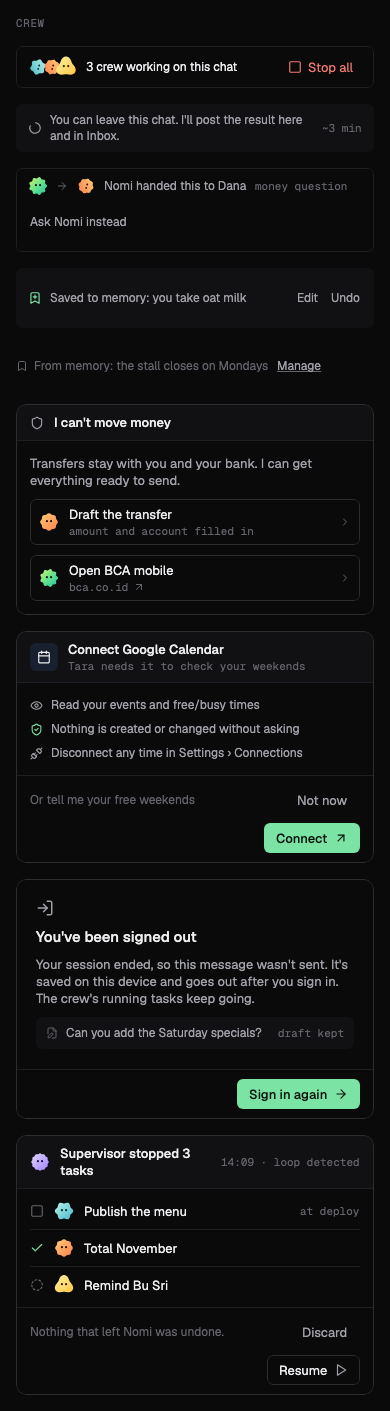 CREW
3 crew working on this chat
Stop all
You can leave this chat. I'll post the result here
and in Inbox.
~3 min
Nomi handed this to Dana money question
Ask Nomi instead
Saved to memory: you take oat milk
Edit
Undo
From memory: the stall closes on Mondays
Manage
I can't move money
Transfers stay with you and your bank. I can get
everything ready to send.
Draft the transfer
amount and account filled in
Open BCA mobile
bca.co.id
Connect Google Calendar
Tara needs it to check your weekends
Read your events and free/busy times
Nothing is created or changed without asking
Disconnect any time in Settings › Connections
Or tell me your free weekends
Not now
Connect
You've been signed out
Your session ended, so this message wasn't sent. It's
saved on this device and goes out after you sign in.
The crew's running tasks keep going.
Can you add the Saturday specials?
draft kept
Sign in again
Supervisor stopped 3
tasks
14:09 · loop detected
Publish the menu
at deploy
Total November
Remind Bu Sri
Nothing that left Nomi was undone.
Discard
Resume